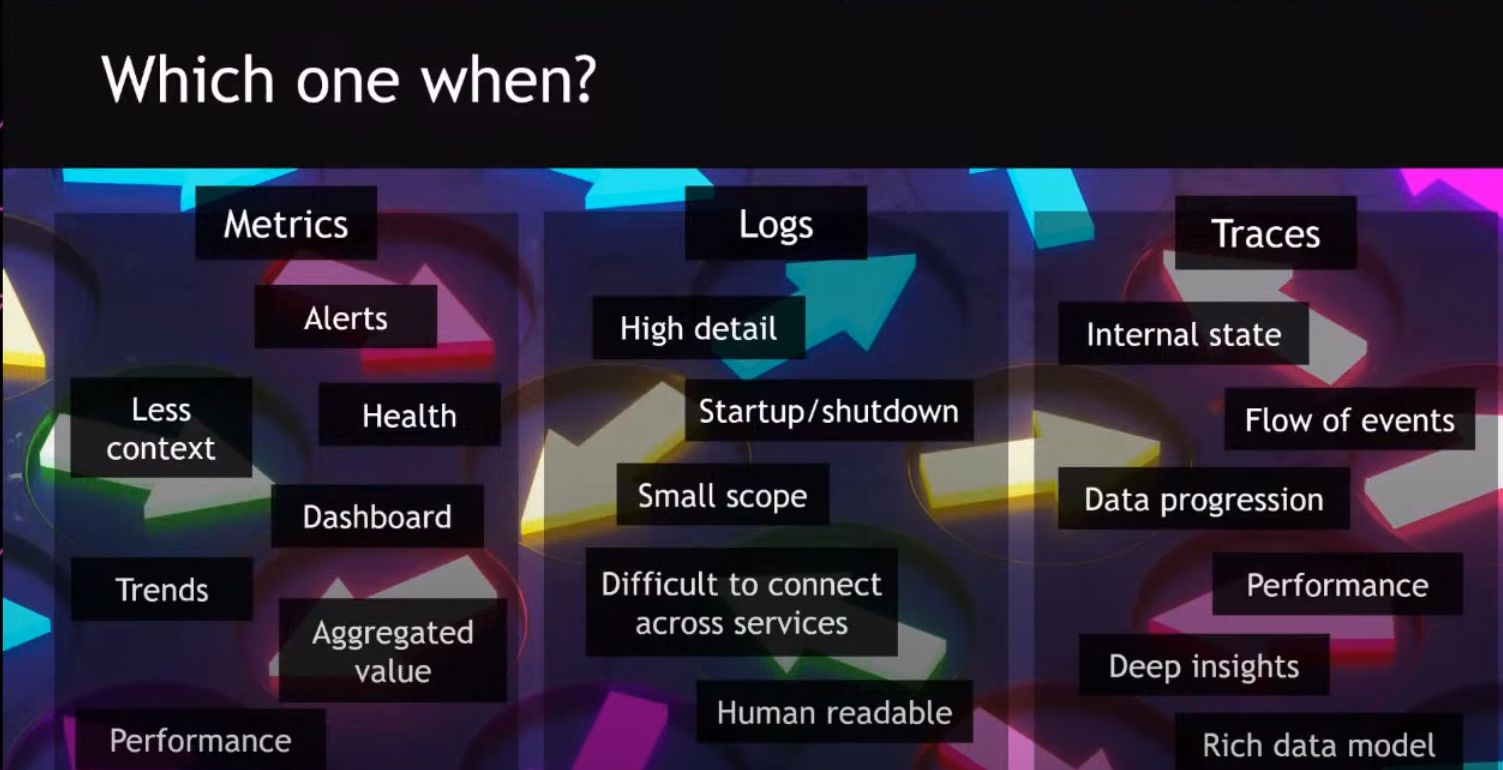 Which one when?
Metrics
Alerts
Less
context
Health
Dashboard
Trends
Aggregated
value
Performance
Logs
High detail
Startup/shutdown
Small scope
Difficult to connect
across services
Human readable
Traces
Internal state
Flow of events
Data progression
Performance
Deep insights
Rich data model